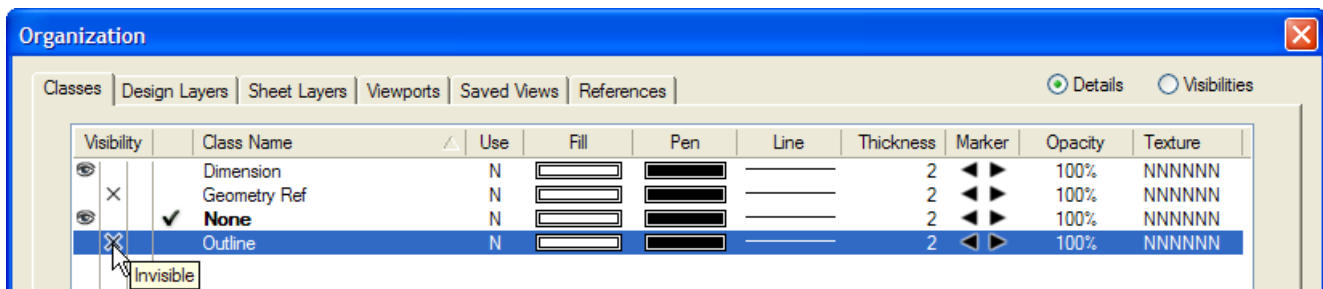 Organization
Classes Design Layers Sheet Layers Viewports Saved Views References Details Visibilities
Visibility Class Name Use Fill Pen Line Thickness Marker Opacity Texture
Dimension N 2 100% NNNNNN
Geometry Ref N 2 100% NNNNNN
None N 2 100% NNNNNN
Outline N 2 100% NNNNNN
Invisible